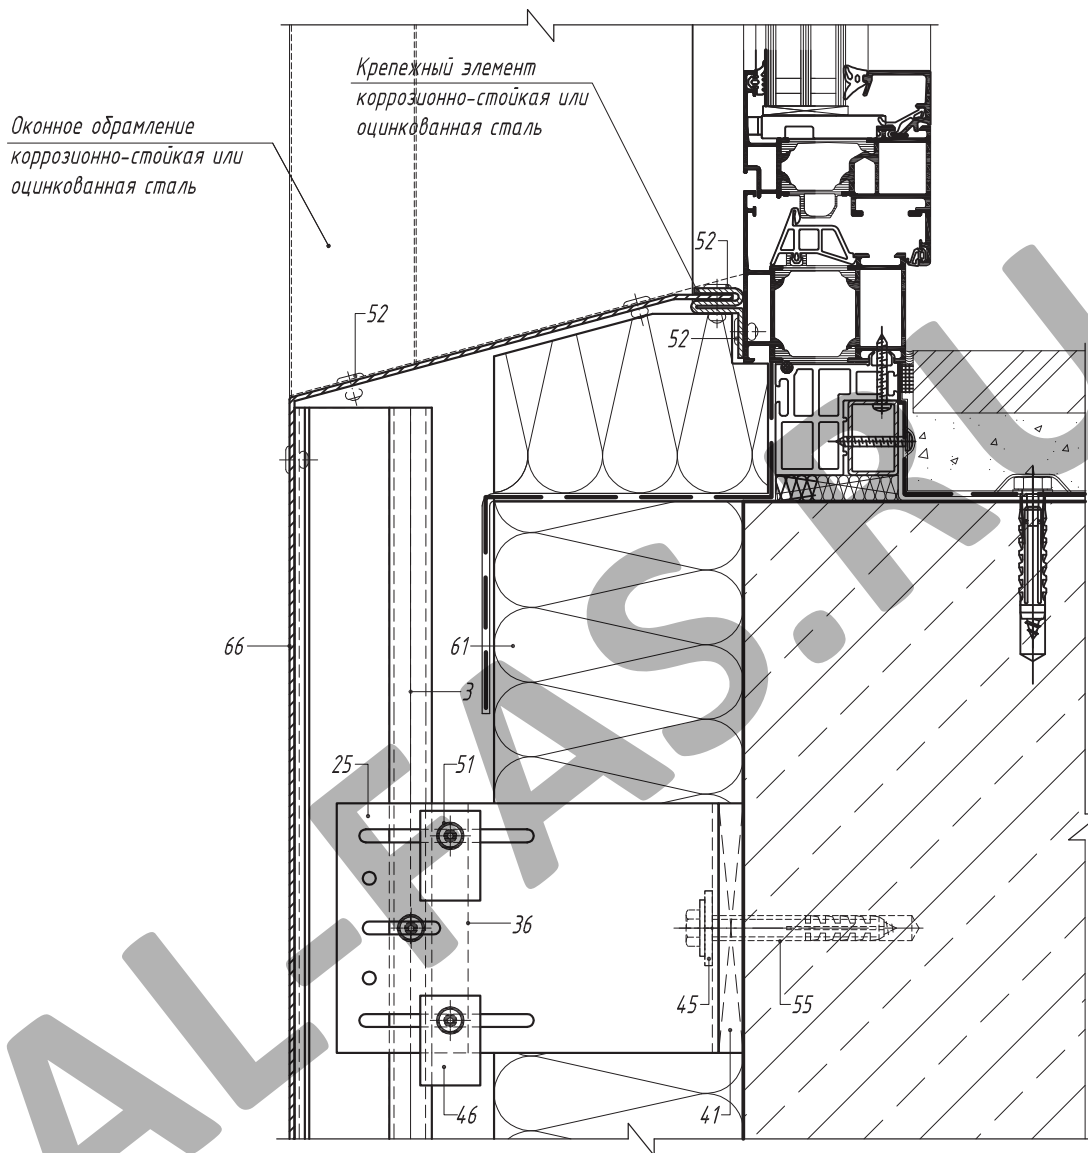 Крепежный элемент
коррозионно-стойкая или
оцинкованная сталь
Оконное обрамление
коррозионно-стойкая или
оцинкованная сталь
52
52
52
66
61
3
25
51
36
45
55
46
41
AL-FAS.RU